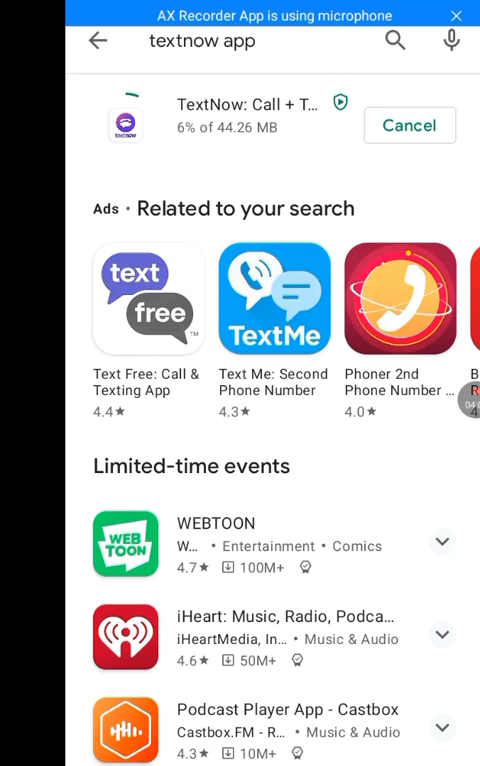 AX Recorder App is using microphone
textnow app
TextNow: Call + T...
6% of 44.26 MB
Cancel
textnow
Ads • Related to your search
text
free
TM
TextMe
Text Free: Call &
Texting App
4.4★
Text Me: Second
Phone Number
4.3★
Phoner 2nd
Phone Number ...
4.0★
Limited-time events
WEB
TOON
WEBTOON
W... • Entertainment • Comics
4.7★ 100M+
iHeart: Music, Radio, Podca...
iHeartMedia, In... • Music & Audio
4.6★ 50M+
Podcast Player App - Castbox
Castbox.FM - R... • Music & Audio
4.3★ 10M+